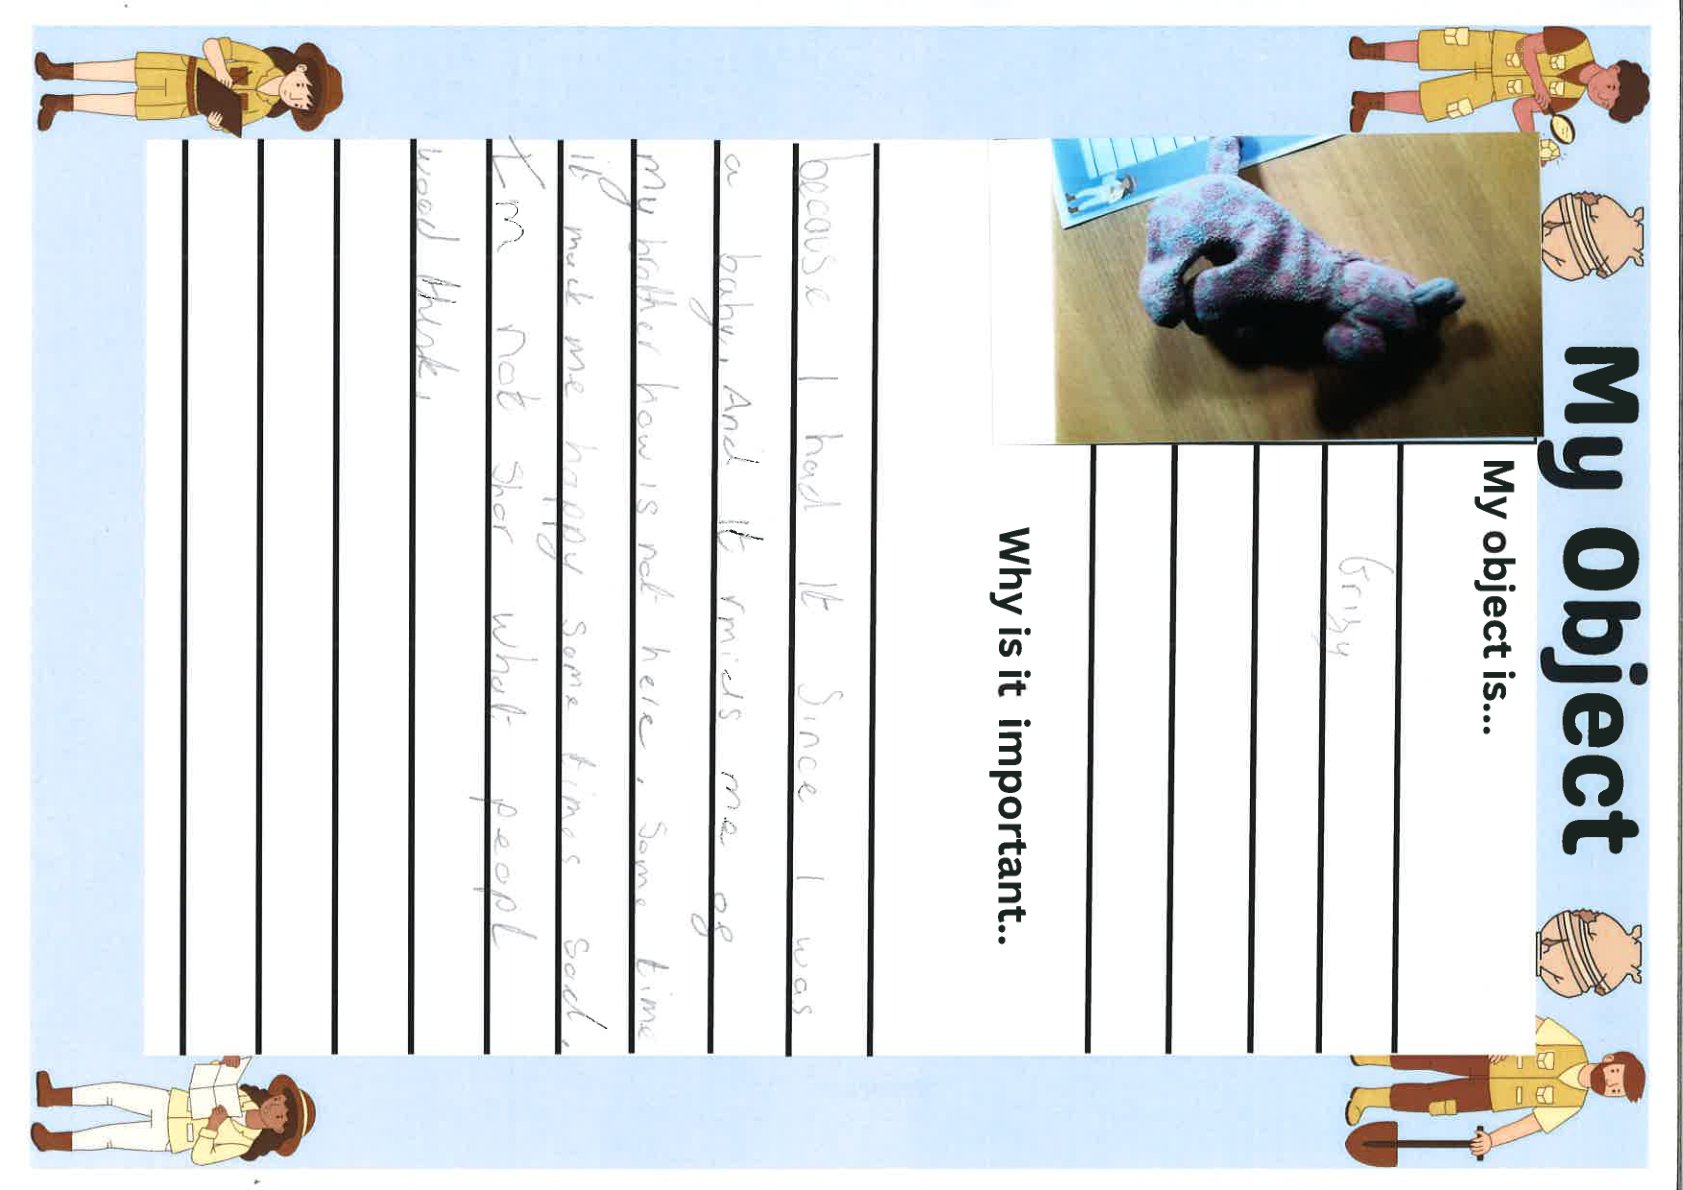 My Object
My object is...
Grizy
Why is it important..
because I had It Since I was
a baby. And It rmids me of
my brother how is not here. Some time
it mack me happy some times sad.
I'm not shor what peopl
wood think.